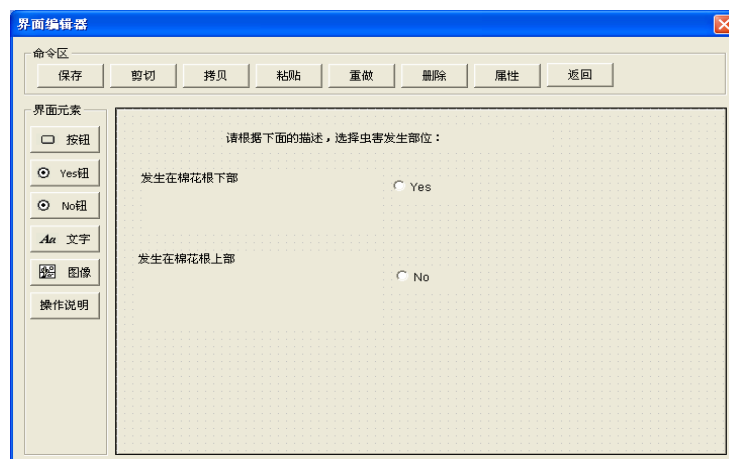 界面编辑器
命令区
保存 剪切 拷贝 粘贴 重做 删除 属性 返回
界面元素
按钮
Yes钮
No钮
Aa 文字
图像
操作说明
请根据下面的描述，选择虫害发生部位：
发生在棉花根下部
Yes
发生在棉花根上部
No